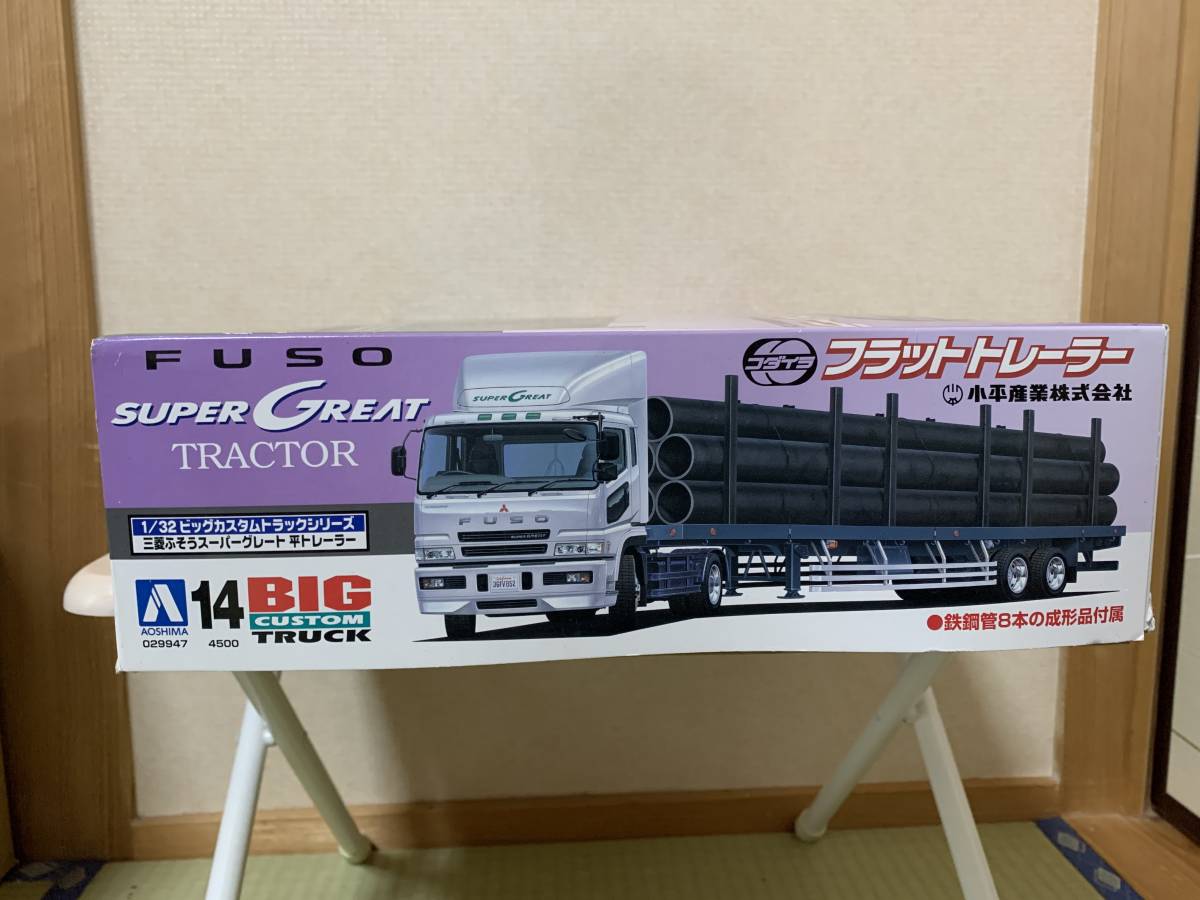 FUSO
SUPER GREAT
TRACTOR
1/32 ビッグカスタムトラックシリーズ
三菱ふそうスーパーグレート 平トレーラー
AOSHIMA
029947
14
4500
BIG
CUSTOM
TRUCK
SUPER GREAT
FUSO
SUPER GREAT
コダイラ
フラットトレーラー
小平産業株式会社
●鉄鋼管8本の成形品付属